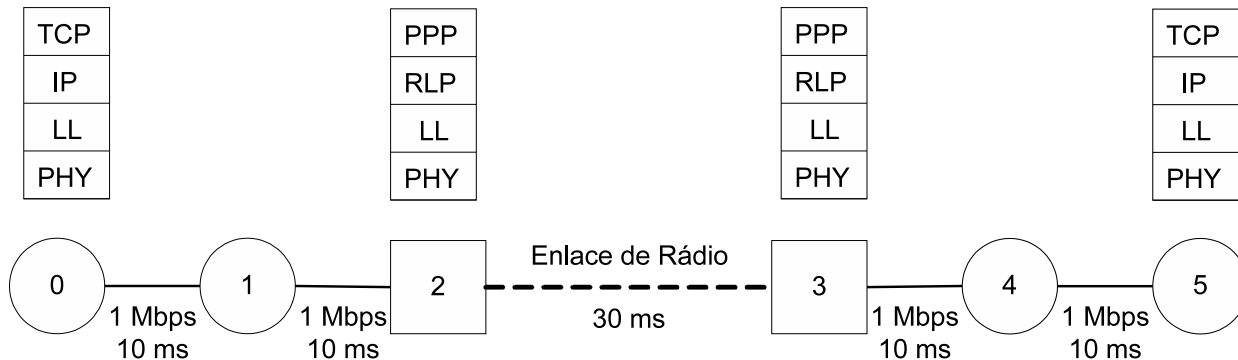 TCP
IP
LL
PHY
PPP
RLP
LL
PHY
PPP
RLP
LL
PHY
TCP
IP
LL
PHY
0
1
2
Enlace de Rádio
3
4
5
1 Mbps
10 ms
1 Mbps
10 ms
30 ms
1 Mbps
10 ms
1 Mbps
10 ms